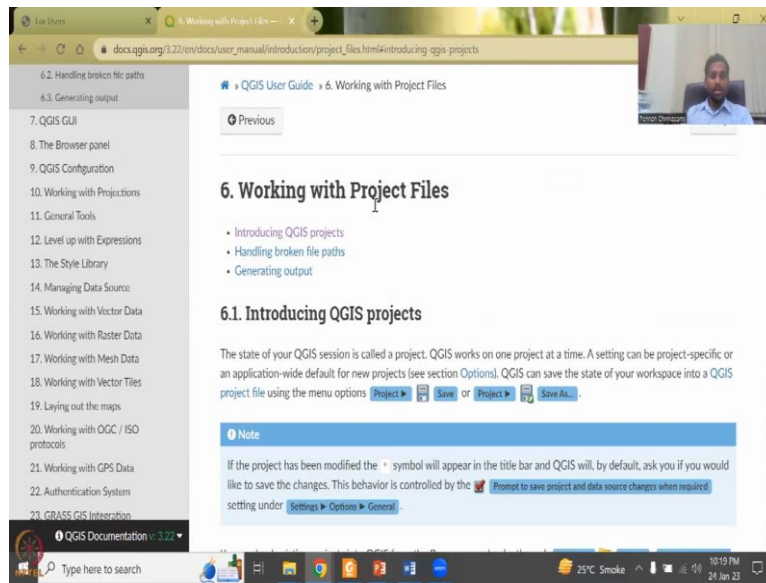 For Users
6. Working with Project Files —
docs.qgis.org/3.22/en/docs/user_manual/introduction/project_files.html#introducing-qgis-projects
6.2. Handling broken file paths
6.3. Generating output
7. QGIS GUI
8. The Browser panel
9. QGIS Configuration
10. Working with Projections
11. General Tools
12. Level up with Expressions
13. The Style Library
14. Managing Data Source
15. Working with Vector Data
16. Working with Raster Data
17. Working with Mesh Data
18. Working with Vector Tiles
19. Laying out the maps
20. Working with OGC / ISO
protocols
21. Working with GPS Data
22. Authentication System
23. GRASS GIS Integration
QGIS Documentation v: 3.22
» QGIS User Guide » 6. Working with Project Files
Previous
6. Working with Project Files
• Introducing QGIS projects
• Handling broken file paths
• Generating output
6.1. Introducing QGIS projects
The state of your QGIS session is called a project. QGIS works on one project at a time. A setting can be project-specific or
an application-wide default for new projects (see section Options). QGIS can save the state of your workspace into a QGIS
project file using the menu options Project ► Save or Project ► Save As... .
Note
If the project has been modified the * symbol will appear in the title bar and QGIS will, by default, ask you if you would
like to save the changes. This behavior is controlled by the Prompt to save project and data source changes when required
setting under Settings ► Options ► General .
NPTEL
Type here to search
25°C Smoke
10:19 PM
24 Jan 23